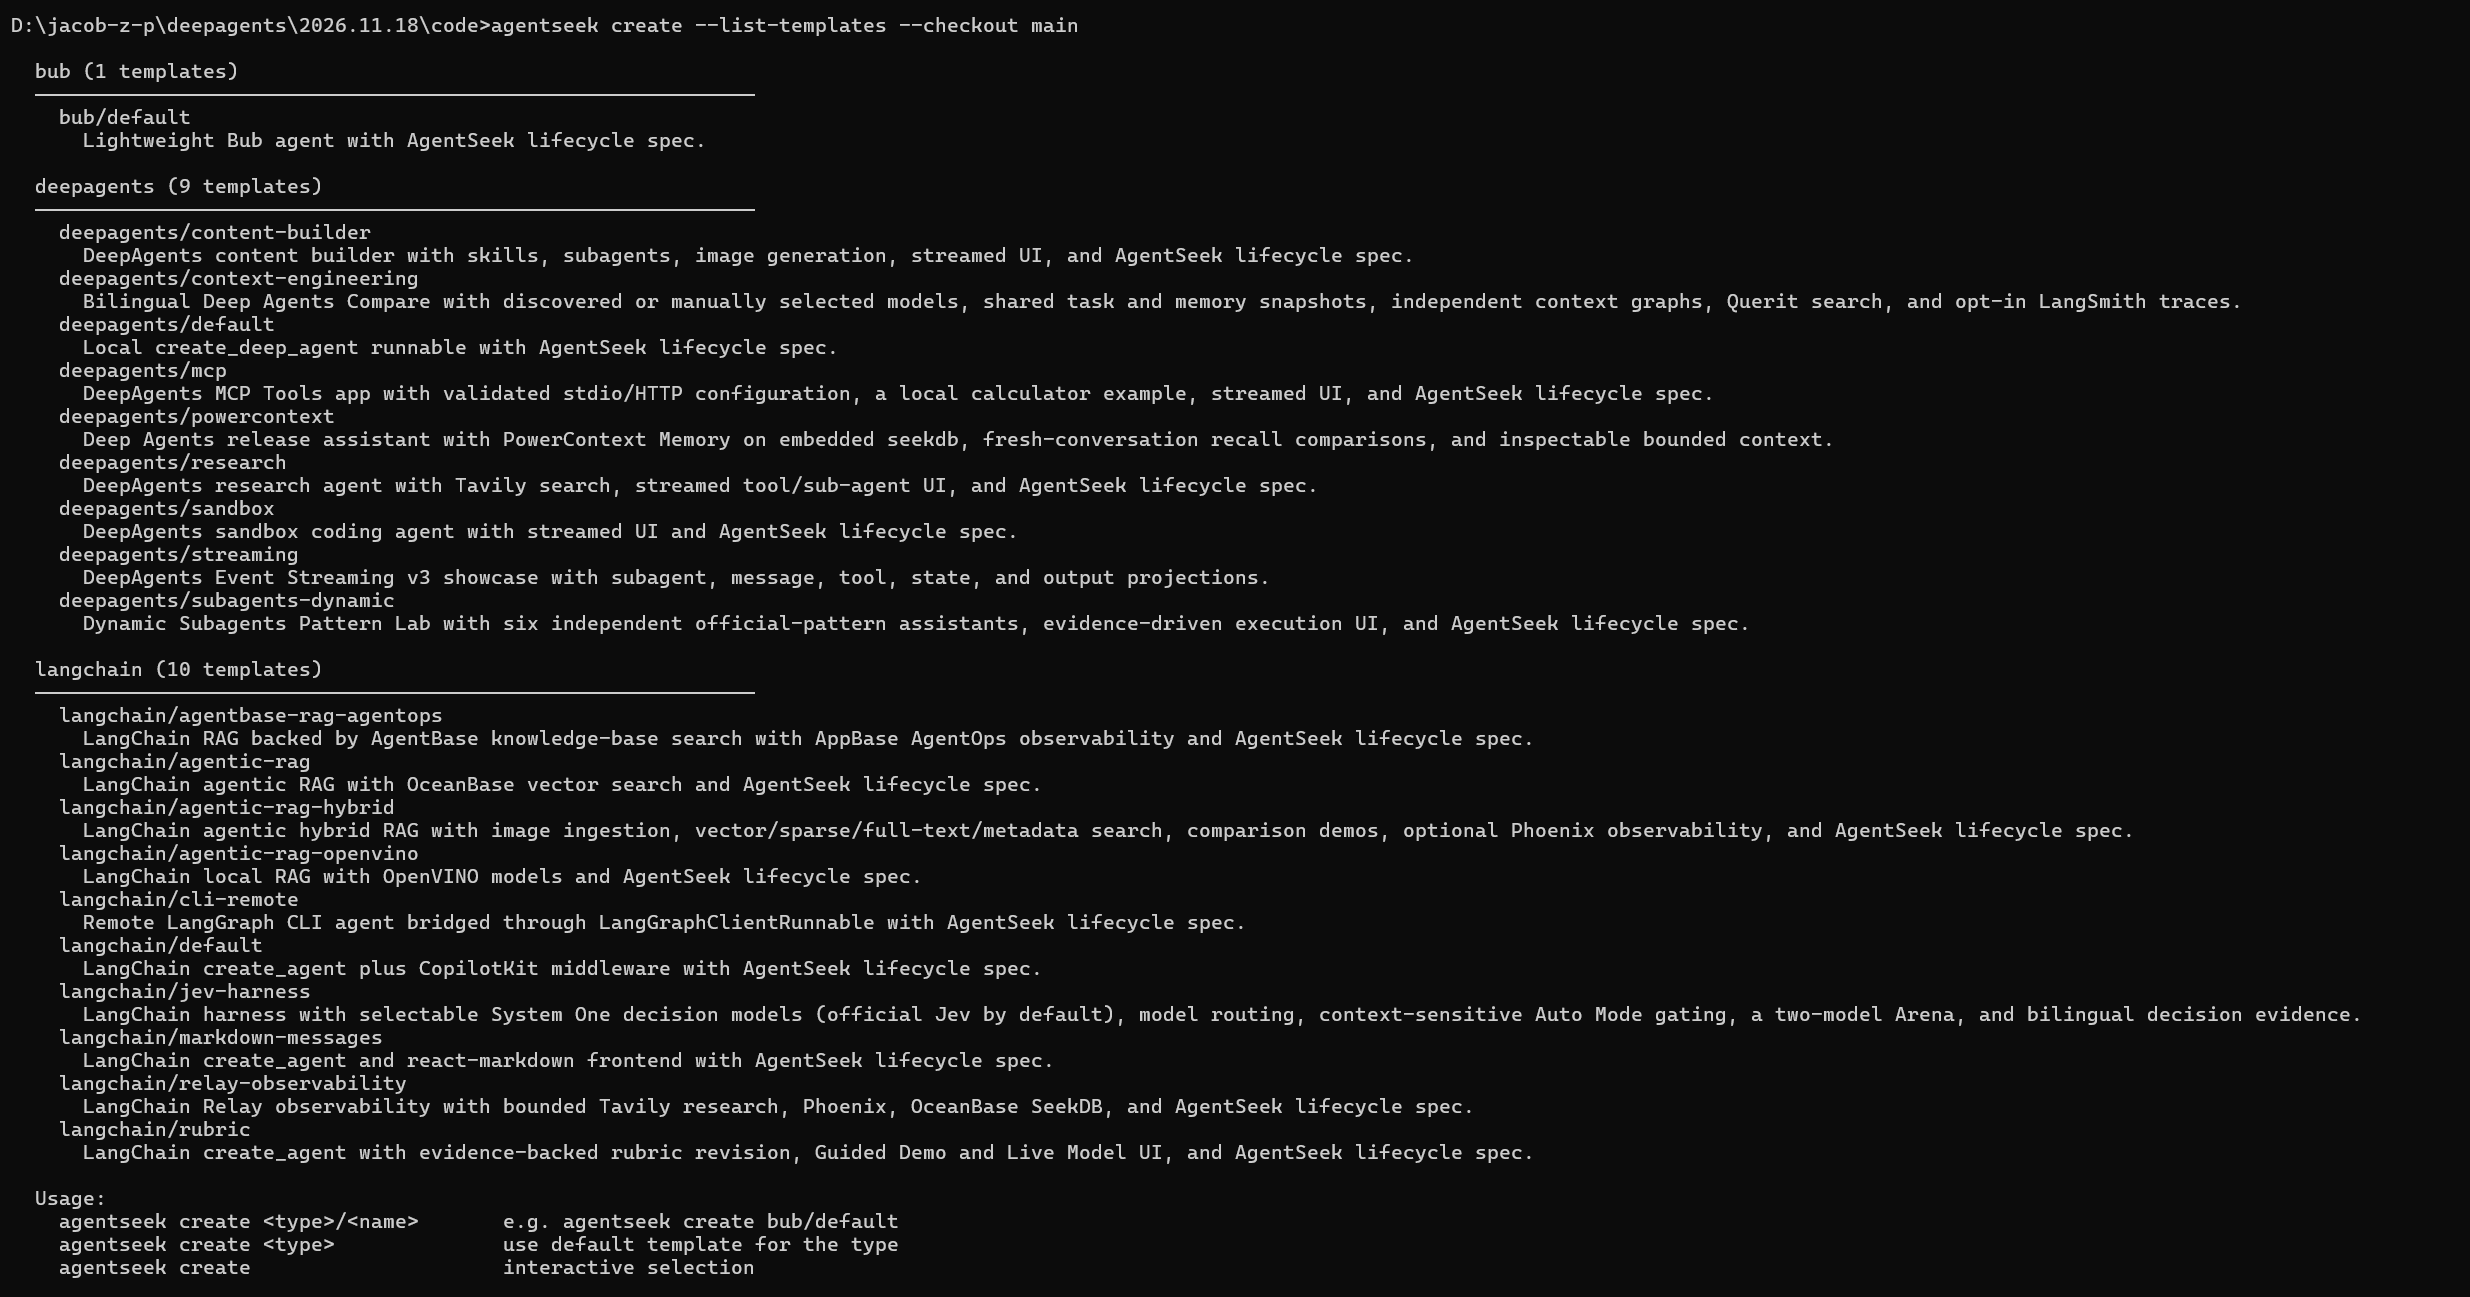 D:\jacob-z-p\deepagents\2026.11.18\code>agentseek create --list-templates --checkout main
bub (1 templates)
bub/default
Lightweight Bub agent with AgentSeek lifecycle spec.
deepagents (9 templates)
deepagents/content-builder
DeepAgents content builder with skills, subagents, image generation, streamed UI, and AgentSeek lifecycle spec.
deepagents/context-engineering
Bilingual Deep Agents Compare with discovered or manually selected models, shared task and memory snapshots, independent context graphs, Querit search, and opt-in LangSmith traces.
deepagents/default
Local create_deep_agent runnable with AgentSeek lifecycle spec.
deepagents/mcp
DeepAgents MCP Tools app with validated stdio/HTTP configuration, a local calculator example, streamed UI, and AgentSeek lifecycle spec.
deepagents/powercontext
Deep Agents release assistant with PowerContext Memory on embedded seekdb, fresh-conversation recall comparisons, and inspectable bounded context.
deepagents/research
DeepAgents research agent with Tavily search, streamed tool/sub-agent UI, and AgentSeek lifecycle spec.
deepagents/sandbox
DeepAgents sandbox coding agent with streamed UI and AgentSeek lifecycle spec.
deepagents/streaming
DeepAgents Event Streaming v3 showcase with subagent, message, tool, state, and output projections.
deepagents/subagents-dynamic
Dynamic Subagents Pattern Lab with six independent official-pattern assistants, evidence-driven execution UI, and AgentSeek lifecycle spec.
langchain (10 templates)
langchain/agentbase-rag-agentops
LangChain RAG backed by AgentBase knowledge-base search with AppBase AgentOps observability and AgentSeek lifecycle spec.
langchain/agentic-rag
LangChain agentic RAG with OceanBase vector search and AgentSeek lifecycle spec.
langchain/agentic-rag-hybrid
LangChain agentic hybrid RAG with image ingestion, vector/sparse/full-text/metadata search, comparison demos, optional Phoenix observability, and AgentSeek lifecycle spec.
langchain/agentic-rag-openvino
LangChain local RAG with OpenVINO models and AgentSeek lifecycle spec.
langchain/cli-remote
Remote LangGraph CLI agent bridged through LangGraphClientRunnable with AgentSeek lifecycle spec.
langchain/default
LangChain create_agent plus CopilotKit middleware with AgentSeek lifecycle spec.
langchain/jev-harness
LangChain harness with selectable System One decision models (official Jev by default), model routing, context-sensitive Auto Mode gating, a two-model Arena, and bilingual decision evidence.
langchain/markdown-messages
LangChain create_agent and react-markdown frontend with AgentSeek lifecycle spec.
langchain/relay-observability
LangChain Relay observability with bounded Tavily research, Phoenix, OceanBase SeekDB, and AgentSeek lifecycle spec.
langchain/rubric
LangChain create_agent with evidence-backed rubric revision, Guided Demo and Live Model UI, and AgentSeek lifecycle spec.
Usage:
agentseek create <type>/<name> e.g. agentseek create bub/default
agentseek create <type> use default template for the type
agentseek create interactive selection